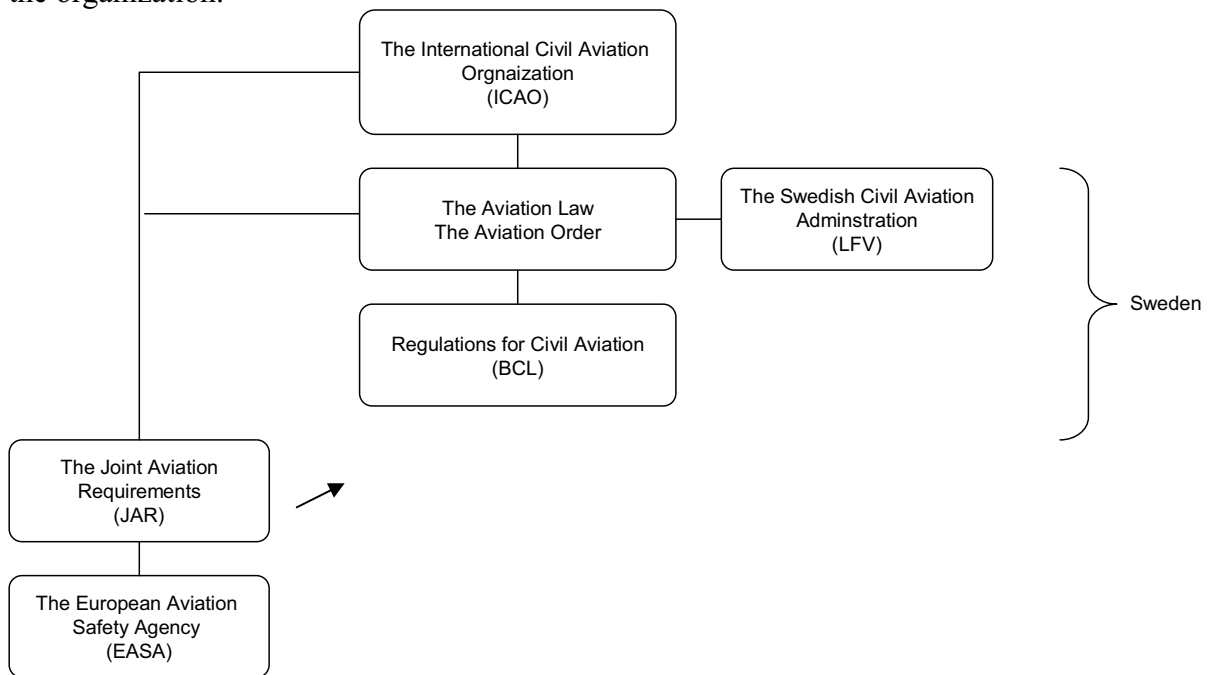 the organization.
The International Civil Aviation
Orgnaization
(ICAO)
The Aviation Law
The Aviation Order
The Swedish Civil Aviation
Adminstration
(LFV)
Sweden
Regulations for Civil Aviation
(BCL)
The Joint Aviation
Requirements
(JAR)
The European Aviation
Safety Agency
(EASA)